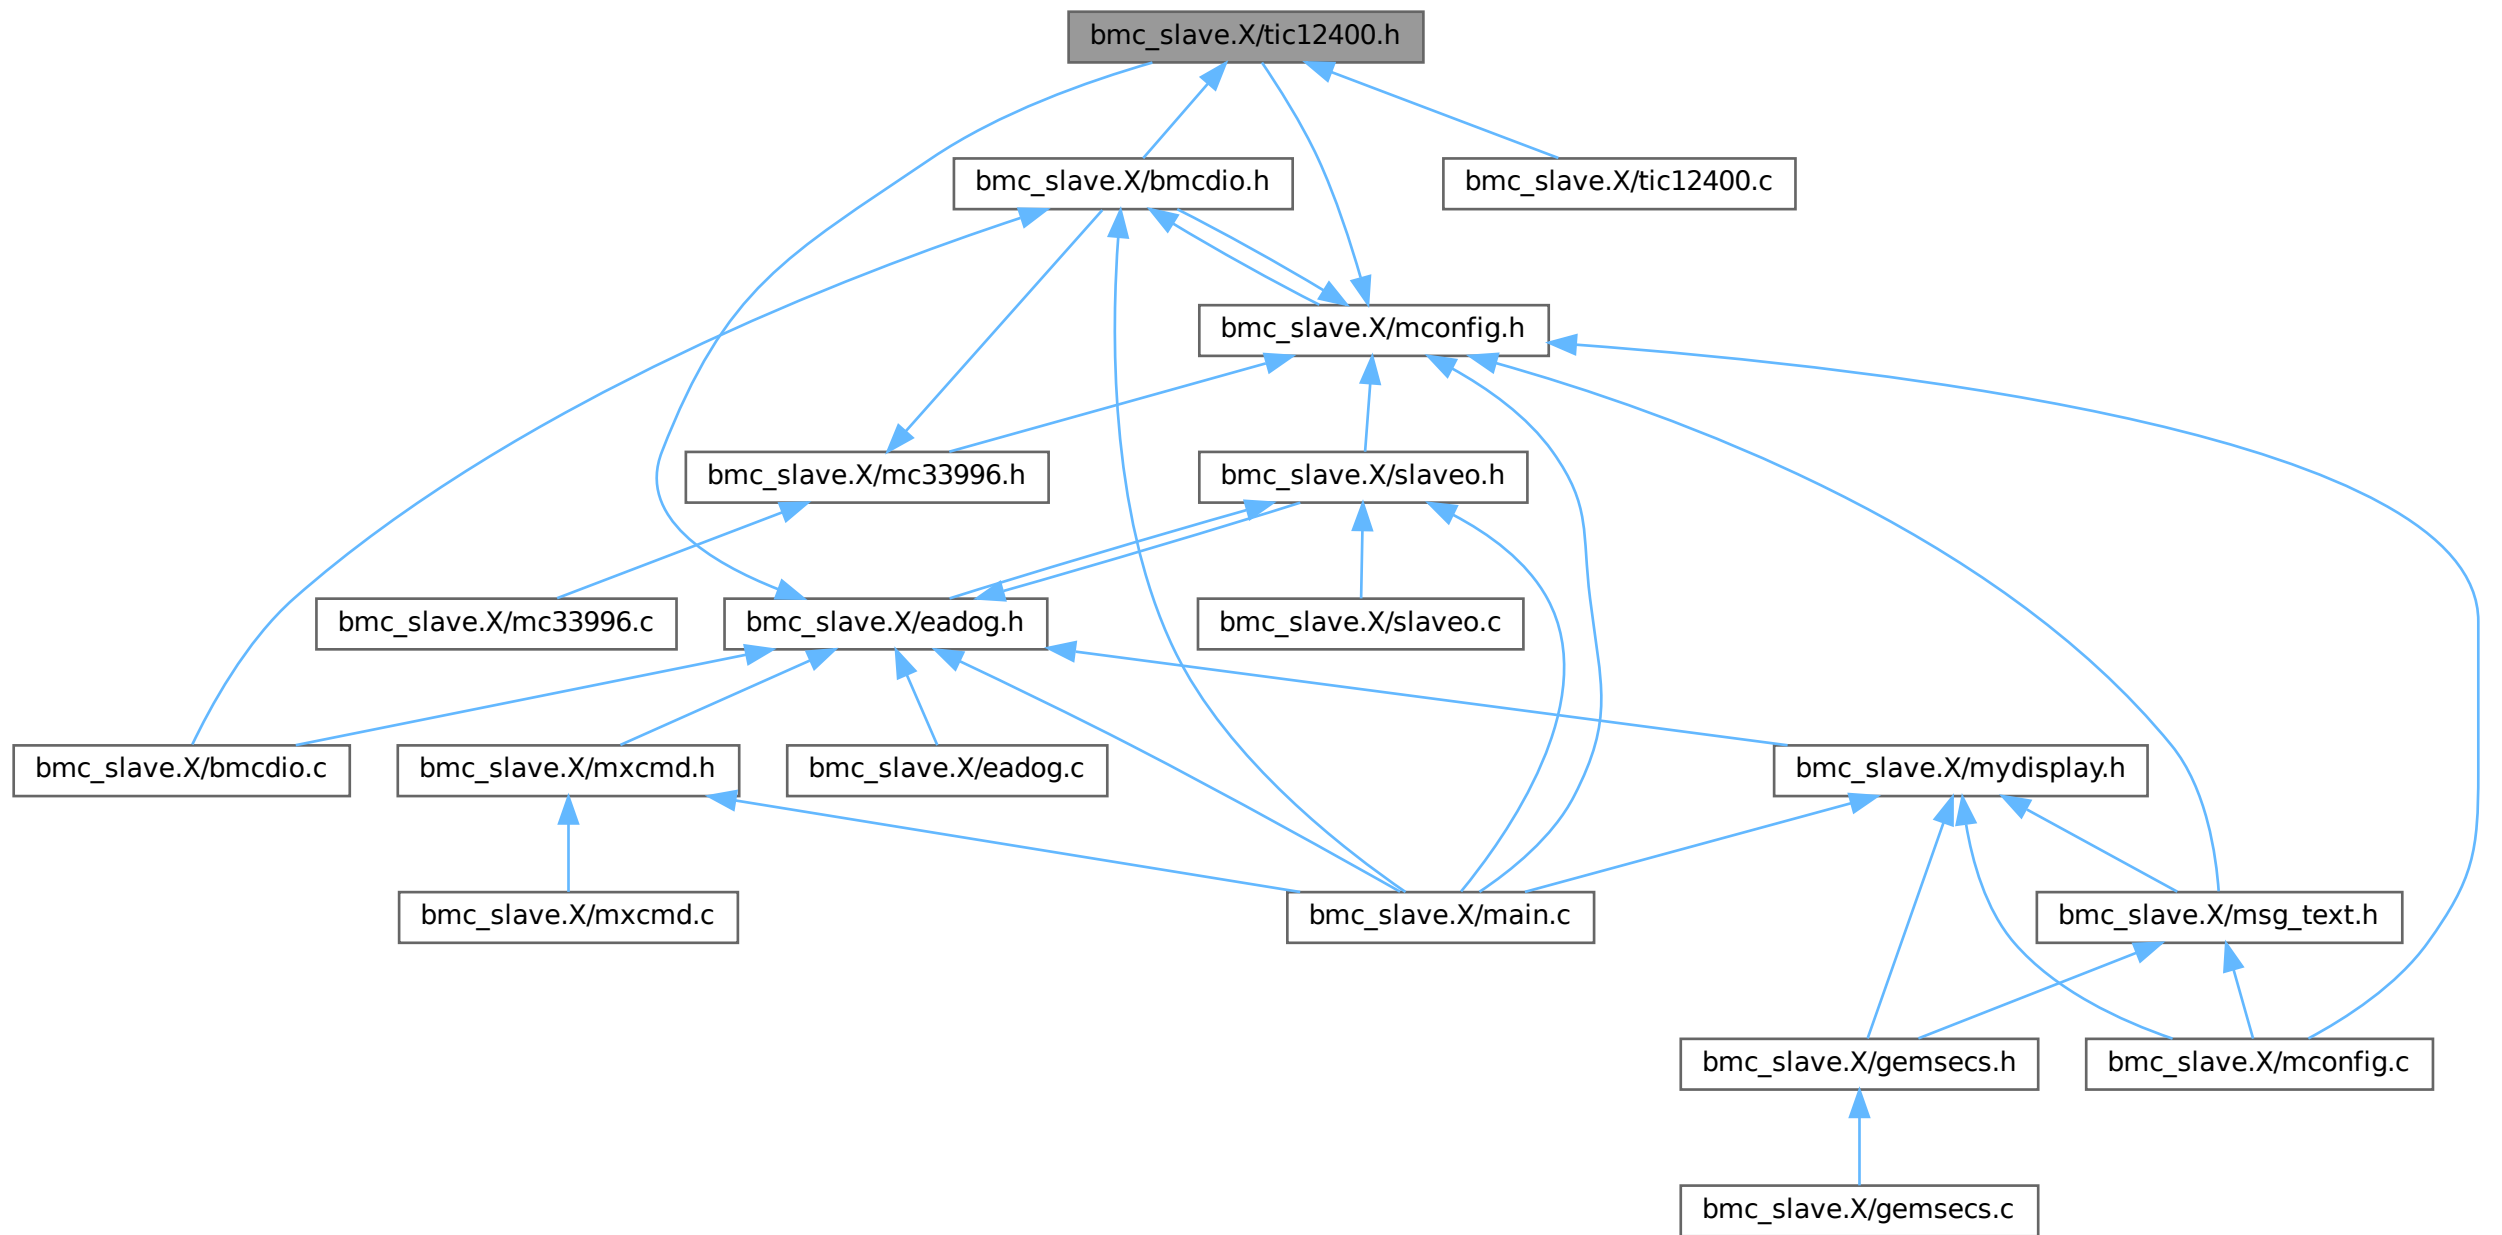 bmc_slave.X/tic12400.h
bmc_slave.X/bmcdio.h
bmc_slave.X/tic12400.c
bmc_slave.X/mconfig.h
bmc_slave.X/mc33996.h
bmc_slave.X/slaveo.h
bmc_slave.X/mc33996.c
bmc_slave.X/eadog.h
bmc_slave.X/slaveo.c
bmc_slave.X/bmcdio.c
bmc_slave.X/mxcmd.h
bmc_slave.X/eadog.c
bmc_slave.X/mydisplay.h
bmc_slave.X/mxcmd.c
bmc_slave.X/main.c
bmc_slave.X/msg_text.h
bmc_slave.X/gemsecs.h
bmc_slave.X/mconfig.c
bmc_slave.X/gemsecs.c